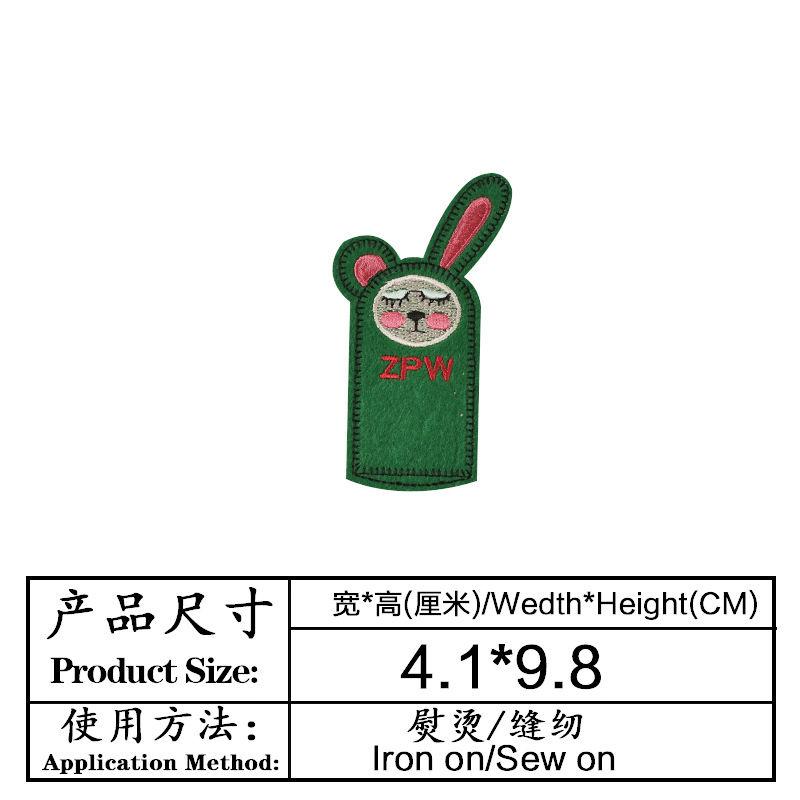 ZPW
产品尺寸
Product Size:
宽*高(厘米)/Wedth*Height(CM)
4.1*9.8
使用方法:
Application Method:
熨烫/缝纫
Iron on/Sew on